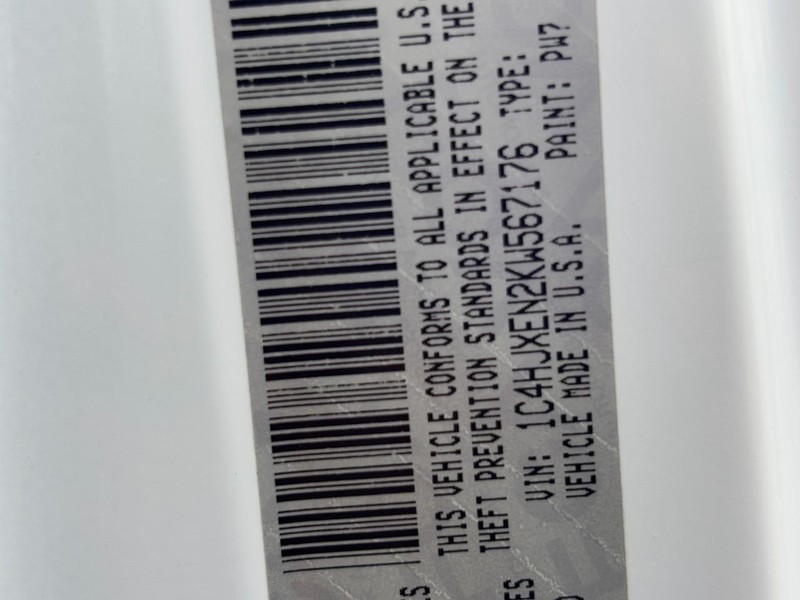 THIS VEHICLE CONFORMS TO ALL APPLICABLE U.S.
THEFT PREVENTION STANDARDS IN EFFECT ON THE
VIN: 1C4HJXEN2KW567176 TYPE:
VEHICLE MADE IN U.S.A. PAINT: PW7